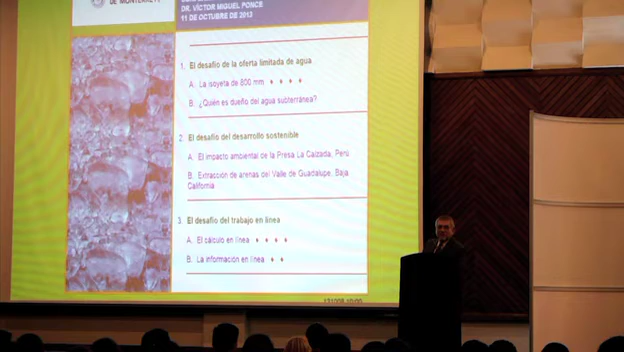 DE MONTERREY
DR. VÍCTOR MIGUEL PONCE
11 DE OCTUBRE DE 2013
1. El desafío de la oferta limitada de agua
A. La isoyeta de 800 mm
B. ¿Quién es dueño del agua subterránea?
2. El desafío del desarrollo sostenible
A. El impacto ambiental de la Presa La Calzada, Perú
B. Extracción de arenas del Valle de Guadalupe, Baja
California
3. El desafío del trabajo en línea
A. El cálculo en línea
B. La información en línea
131008 10:00